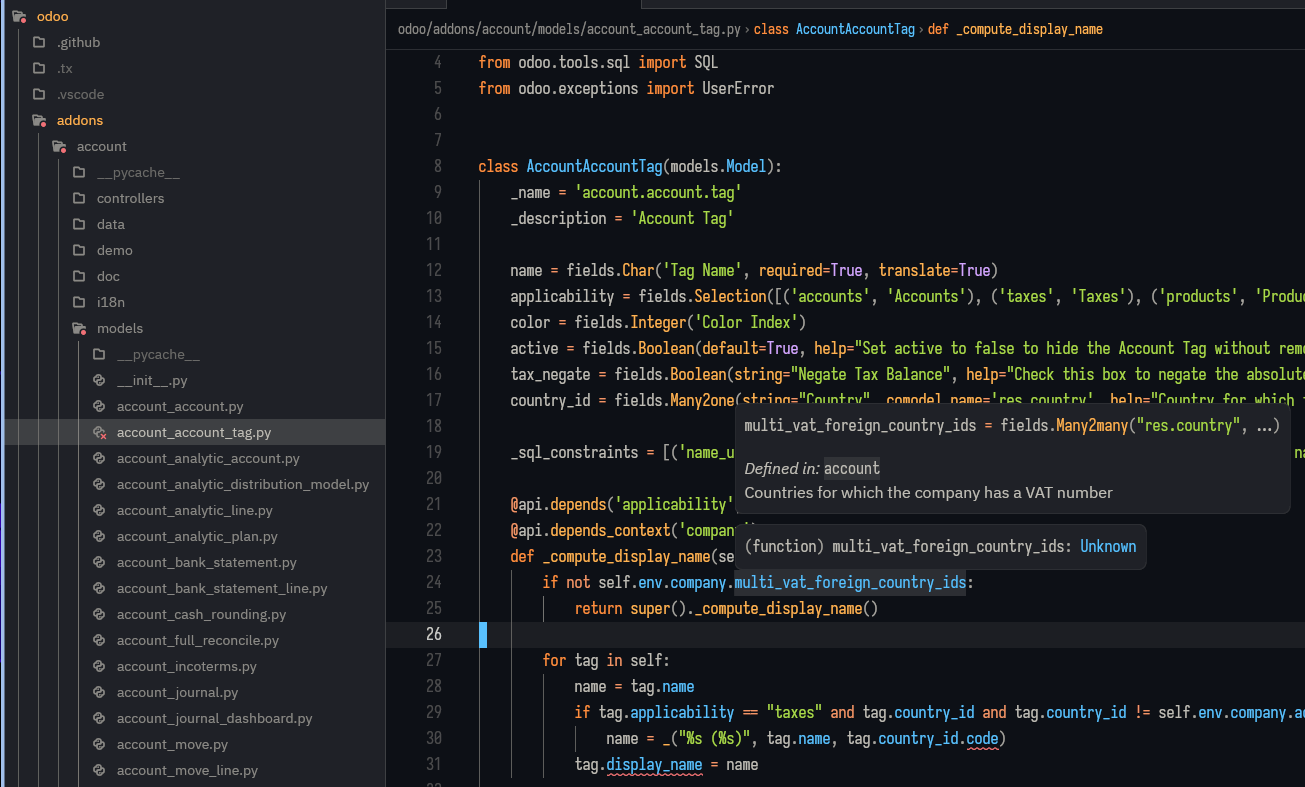 odoo
.github
.tx
.vscode
addons
account
__pycache__
controllers
data
demo
doc
i18n
models
__pycache__
__init__.py
account_account.py
account_account_tag.py
account_analytic_account.py
account_analytic_distribution_model.py
account_analytic_line.py
account_analytic_plan.py
account_bank_statement.py
account_bank_statement_line.py
account_cash_rounding.py
account_full_reconcile.py
account_incoterms.py
account_journal.py
account_journal_dashboard.py
account_move.py
account_move_line.py
odoo/addons/account/models/account_account_tag.py › class AccountAccountTag › def _compute_display_name
4 from odoo.tools.sql import SQL
5 from odoo.exceptions import UserError
6
7
8 class AccountAccountTag(models.Model):
9 _name = 'account.account.tag'
10 _description = 'Account Tag'
11
12 name = fields.Char('Tag Name', required=True, translate=True)
13 applicability = fields.Selection([('accounts', 'Accounts'), ('taxes', 'Taxes'), ('products', 'Produ
14 color = fields.Integer('Color Index')
15 active = fields.Boolean(default=True, help="Set active to false to hide the Account Tag without rem
16 tax_negate = fields.Boolean(string="Negate Tax Balance", help="Check this box to negate the absolut
17 country_id = fields.Many2one(string="Country", comodel_name='res.country', help="Country for which
18
multi_vat_foreign_country_ids = fields.Many2many("res.country", ...)
19 _sql_constraints = [('name_u
Defined in: account
20
Countries for which the company has a VAT number
21 @api.depends('applicability'
22 @api.depends_context('compan
23 def _compute_display_name(se
(function) multi_vat_foreign_country_ids: Unknown
24 if not self.env.company.multi_vat_foreign_country_ids:
25 return super()._compute_display_name()
26
27 for tag in self:
28 name = tag.name
29 if tag.applicability == "taxes" and tag.country_id and tag.country_id != self.env.company.a
30 name = _("%s (%s)", tag.name, tag.country_id.code)
31 tag.display_name = name